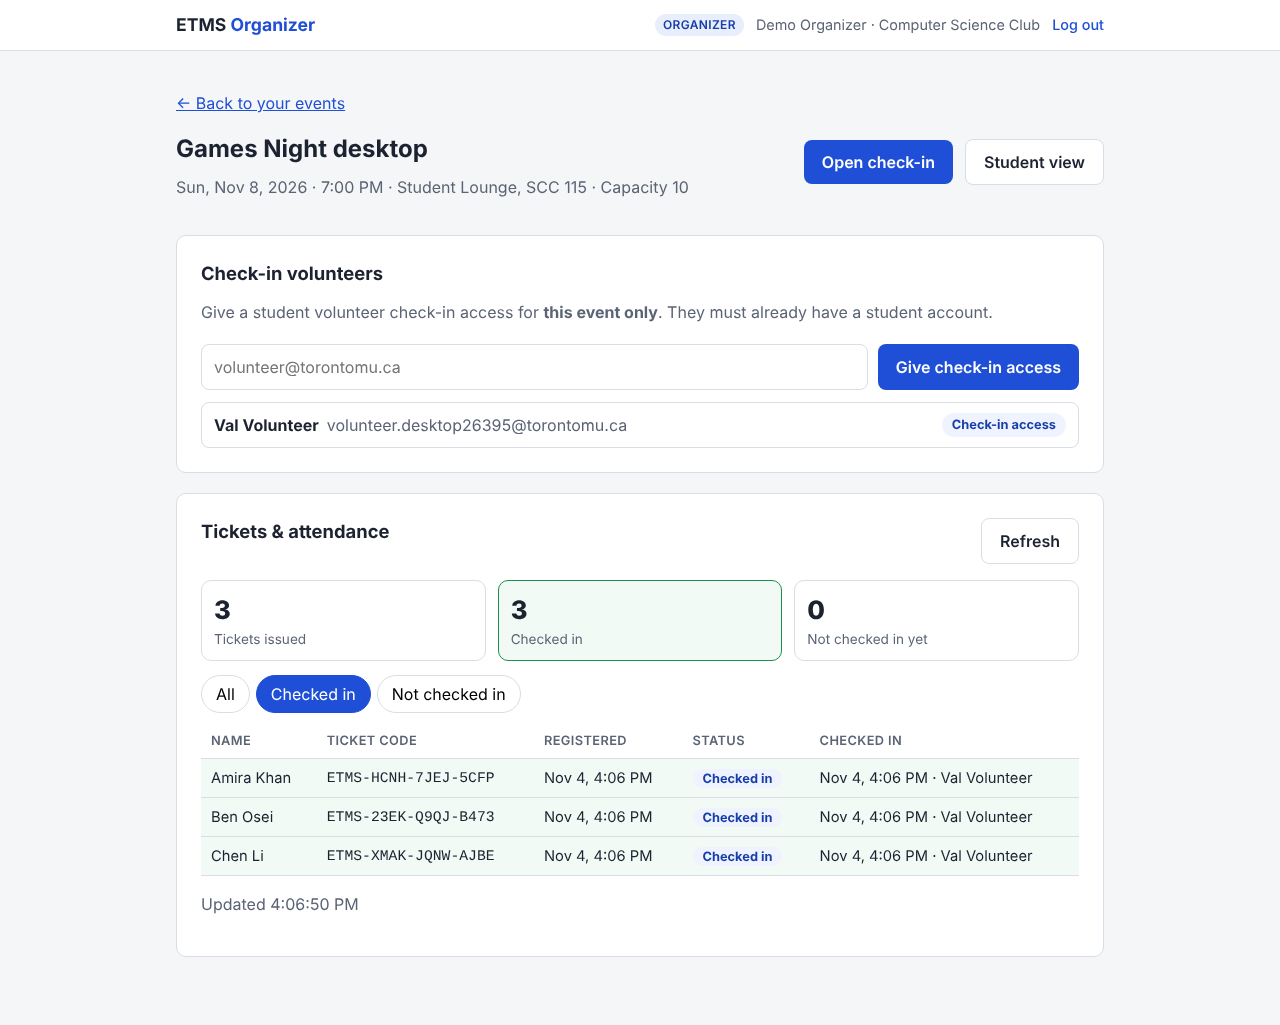 ETMS Organizer
ORGANIZER Demo Organizer · Computer Science Club Log out
← Back to your events
Games Night desktop
Sun, Nov 8, 2026 · 7:00 PM · Student Lounge, SCC 115 · Capacity 10
Open check-in
Student view
Check-in volunteers
Give a student volunteer check-in access for this event only. They must already have a student account.
volunteer@torontomu.ca
Give check-in access
Val Volunteer volunteer.desktop26395@torontomu.ca Check-in access
Tickets & attendance
Refresh
3
Tickets issued
3
Checked in
0
Not checked in yet
All Checked in Not checked in
NAME TICKET CODE REGISTERED STATUS CHECKED IN
Amira Khan ETMS-HCNH-7JEJ-5CFP Nov 4, 4:06 PM Checked in Nov 4, 4:06 PM · Val Volunteer
Ben Osei ETMS-23EK-Q9QJ-B473 Nov 4, 4:06 PM Checked in Nov 4, 4:06 PM · Val Volunteer
Chen Li ETMS-XMAK-JQNW-AJBE Nov 4, 4:06 PM Checked in Nov 4, 4:06 PM · Val Volunteer
Updated 4:06:50 PM